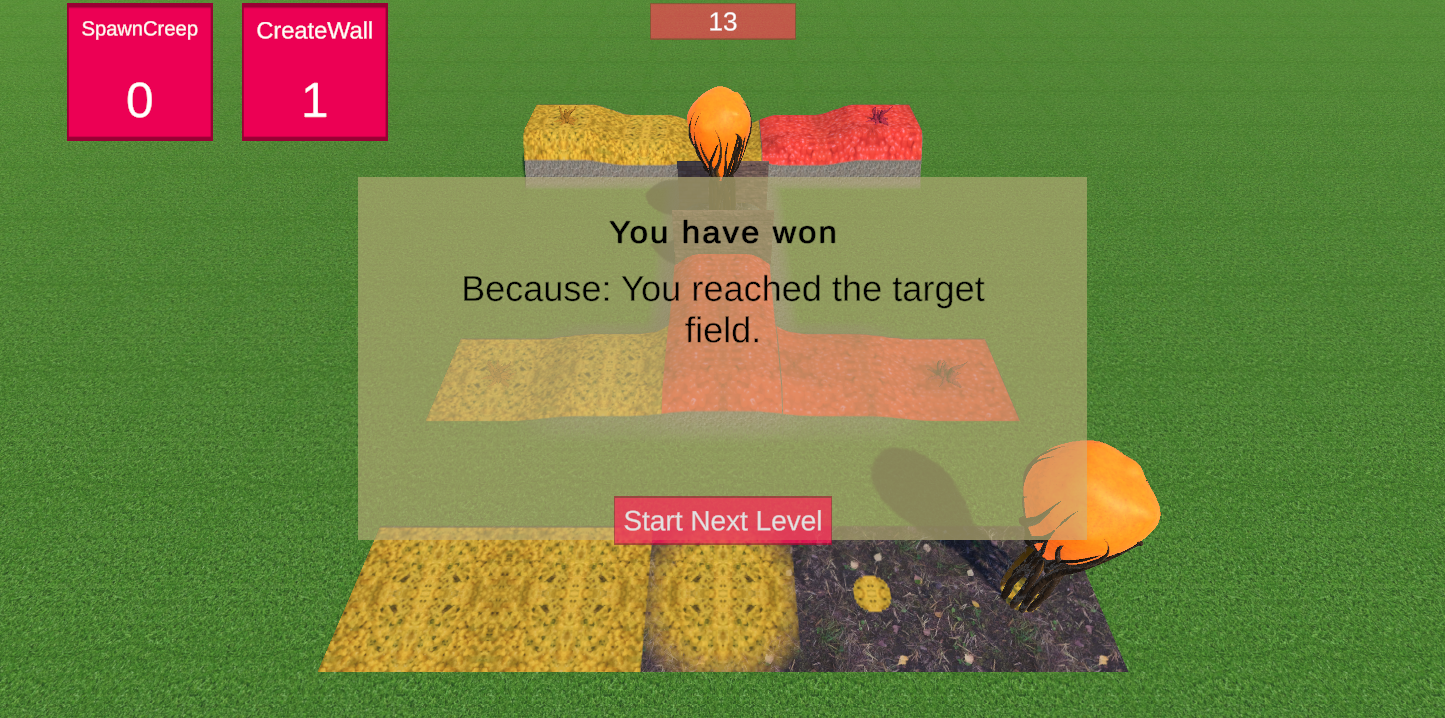 SpawnCreep
0
CreateWall
1
13
You have won
Because: You reached the target
field.
Start Next Level